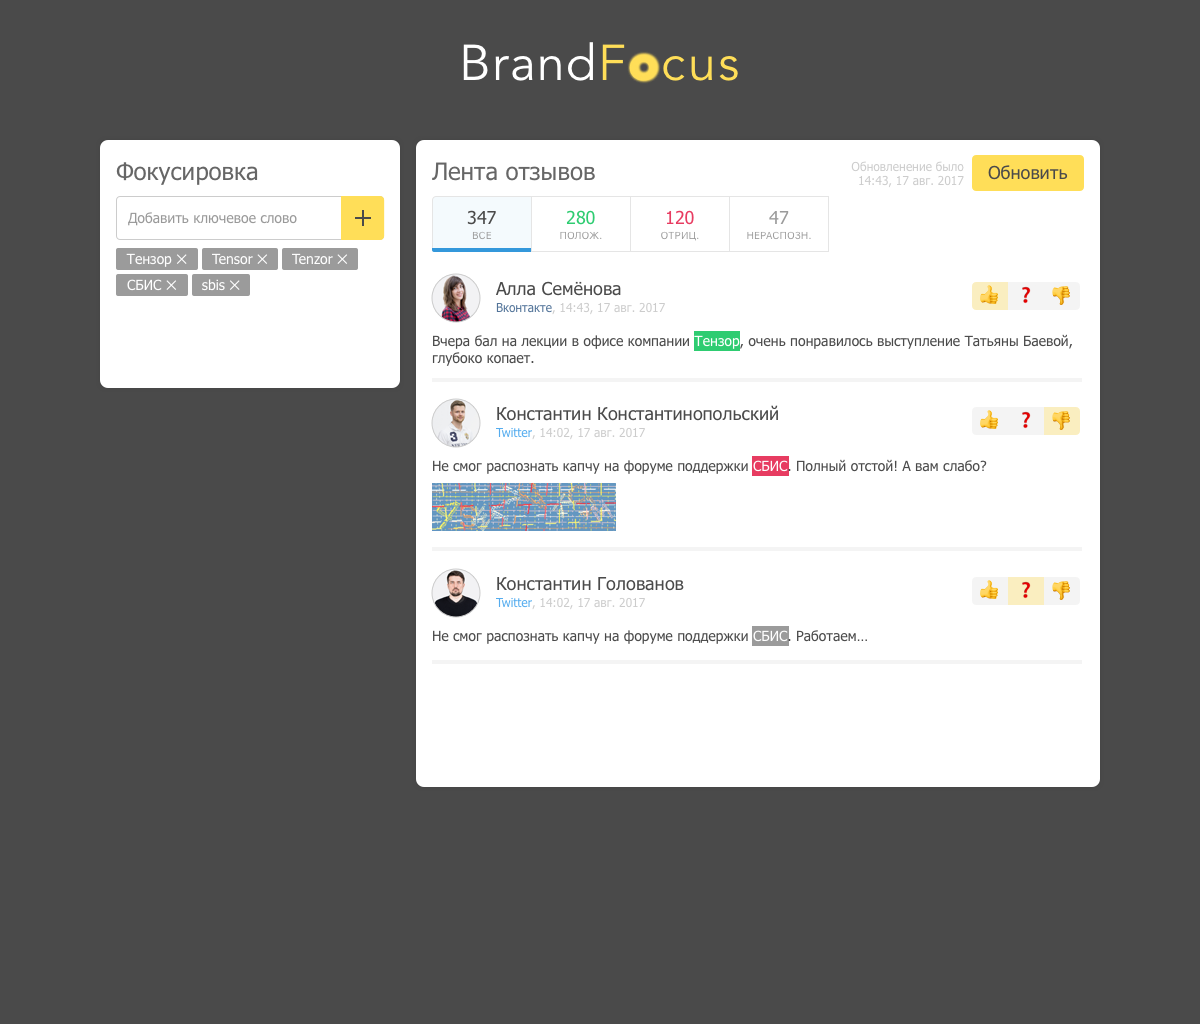 BrandFocus
Фокусировка
Добавить ключевое слово
Тензор
Tensor
Tenzor
СБИС
sbis
Лента отзывов
Обновленение было
14:43, 17 авг. 2017
Обновить
347
ВСЕ
280
ПОЛОЖ.
120
ОТРИЦ.
47
НЕРАСПОЗН.
Алла Семёнова
Вконтакте, 14:43, 17 авг. 2017
?
Вчера бал на лекции в офисе компании Тензор, очень понравилось выступление Татьяны Баевой,
глубоко копает.
Константин Константинопольский
Twitter, 14:02, 17 авг. 2017
?
3
Не смог распознать капчу на форуме поддержки СБИС. Полный отстой! А вам слабо?
Константин Голованов
Twitter, 14:02, 17 авг. 2017
?
Не смог распознать капчу на форуме поддержки СБИС. Работаем...